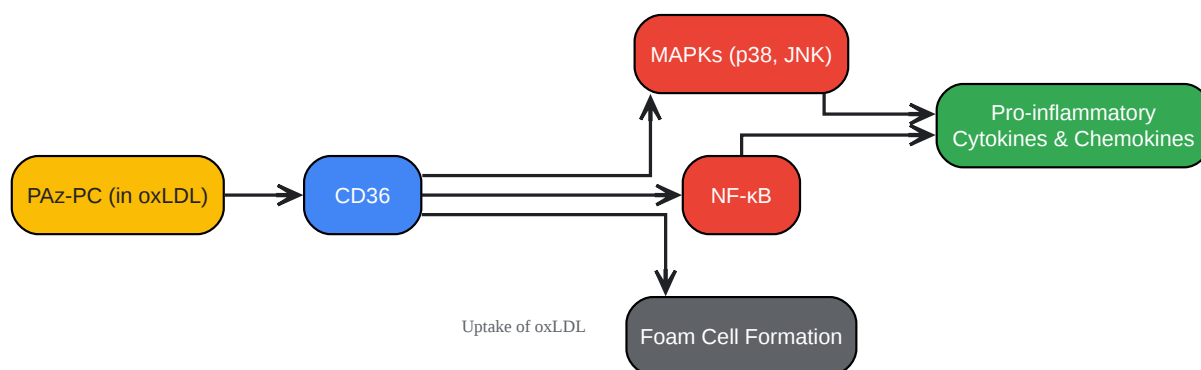 MAPKs (p38, JNK)
Pro-inflammatory
Cytokines & Chemokines
PAz-PC (in oxLDL)
CD36
NF-κB
Uptake of oxLDL
Foam Cell Formation